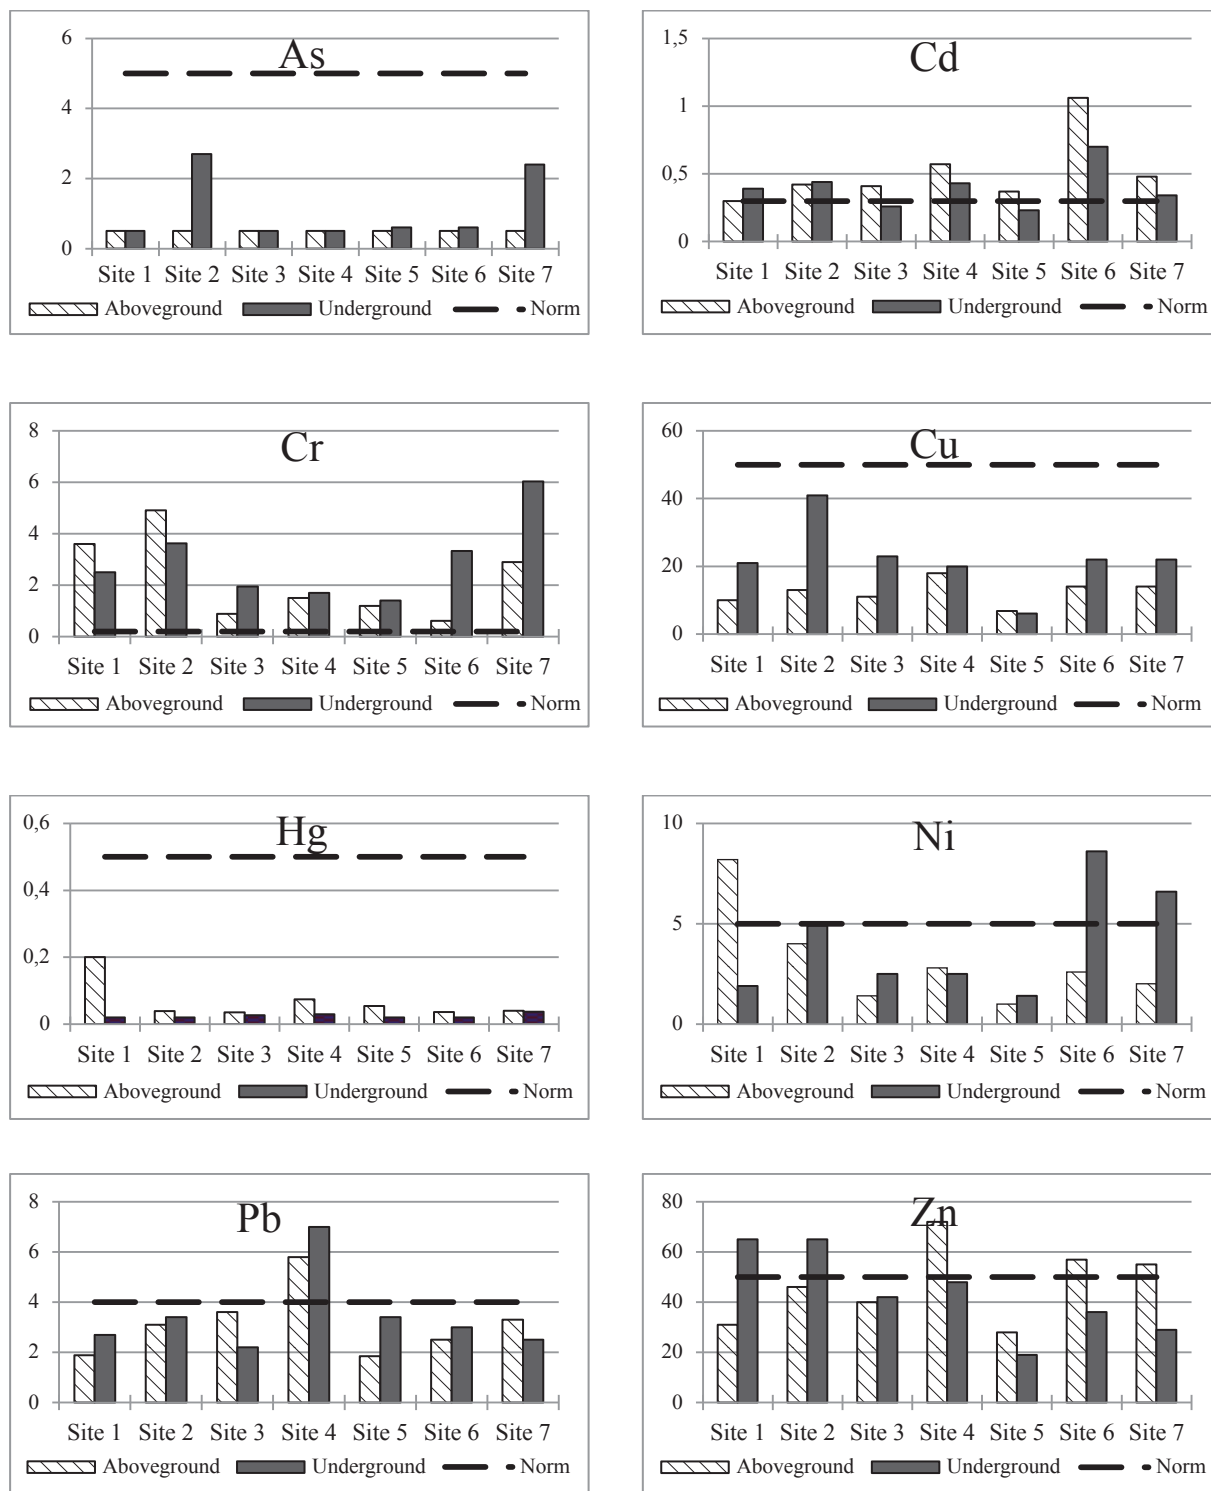 As
6
4
2
0
Site 1 Site 2 Site 3 Site 4 Site 5 Site 6 Site 7
Aboveground Underground Norm
Cd
1,5
1
0,5
0
Site 1 Site 2 Site 3 Site 4 Site 5 Site 6 Site 7
Aboveground Underground Norm
Cr
8
6
4
2
0
Site 1 Site 2 Site 3 Site 4 Site 5 Site 6 Site 7
Aboveground Underground Norm
Cu
60
40
20
0
Site 1 Site 2 Site 3 Site 4 Site 5 Site 6 Site 7
Aboveground Underground Norm
Hg
0,6
0,4
0,2
0
Site 1 Site 2 Site 3 Site 4 Site 5 Site 6 Site 7
Aboveground Underground Norm
Ni
10
5
0
Site 1 Site 2 Site 3 Site 4 Site 5 Site 6 Site 7
Aboveground Underground Norm
Pb
8
6
4
2
0
Site 1 Site 2 Site 3 Site 4 Site 5 Site 6 Site 7
Aboveground Underground Norm
Zn
80
60
40
20
0
Site 1 Site 2 Site 3 Site 4 Site 5 Site 6 Site 7
Aboveground Underground Norm